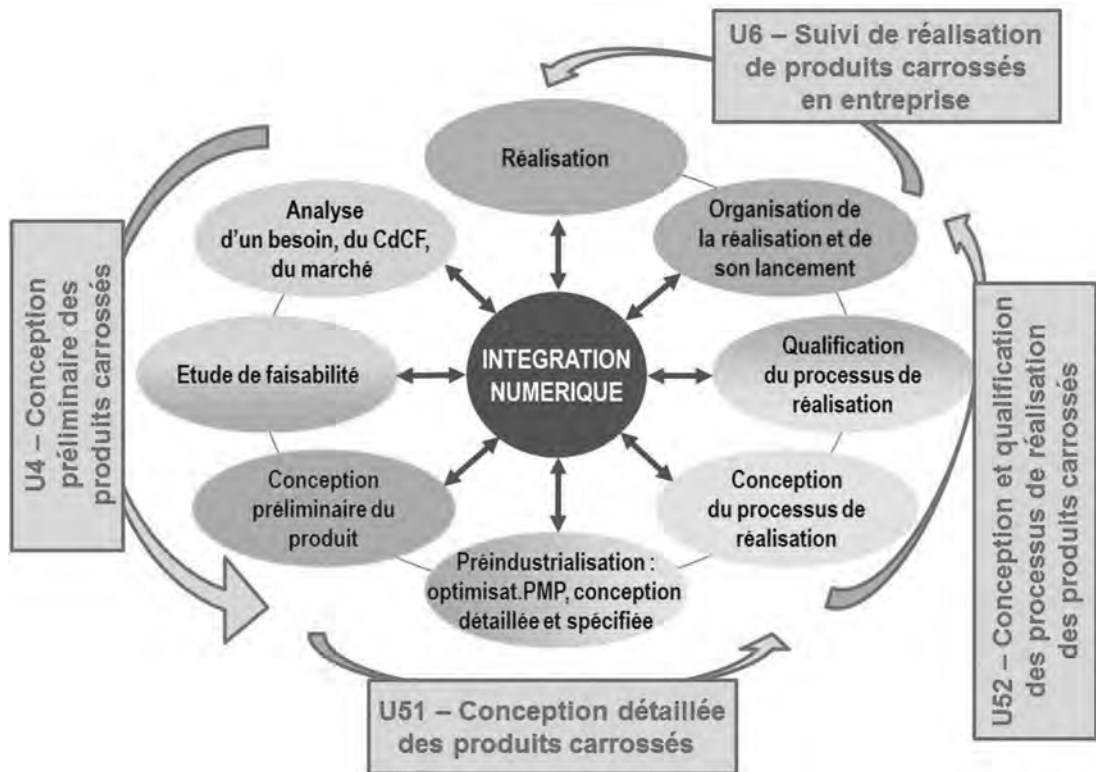 U6 – Suivi de réalisation
de produits carrossés
en entreprise
Réalisation
Analyse
d'un besoin, du CdCF,
du marché
Organisation de
la réalisation et de
son lancement
U4 – Conception
préliminaire des
produits carrossés
Etude de faisabilité
INTEGRATION
NUMERIQUE
Qualification
du processus de
réalisation
U52 – Conception et qualification
des processus de réalisation
des produits carrossés
Conception
préliminaire du
produit
Conception
du processus de
réalisation
Préindustrialisation :
optimisat.PMP, conception
détaillée et spécifiée
U51 – Conception détaillée
des produits carrossés